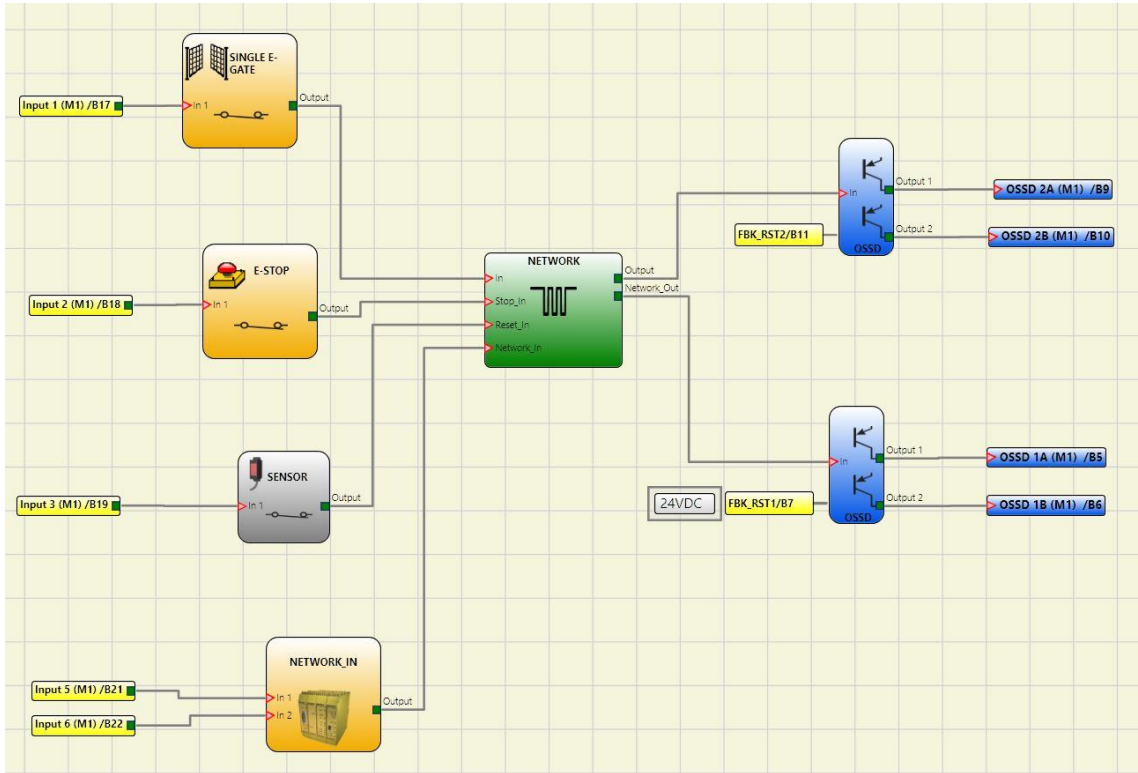 SINGLE E-
GATE
Input 1 (M1) /B17
In 1
Output
E-STOP
Input 2 (M1) /B18
In 1
Output
SENSOR
Input 3 (M1) /B19
In 1
Output
NETWORK_IN
Input 5 (M1) /B21
In 1
Input 6 (M1) /B22
In 2
Output
NETWORK
In
Stop_In
Reset_In
Network_In
Output
Network_Out
In
FBK_RST2/B11
OSSD
Output 1
OSSD 2A (M1) /B9
Output 2
OSSD 2B (M1) /B10
In
24VDC
FBK_RST1/B7
OSSD
Output 1
OSSD 1A (M1) /B5
Output 2
OSSD 1B (M1) /B6